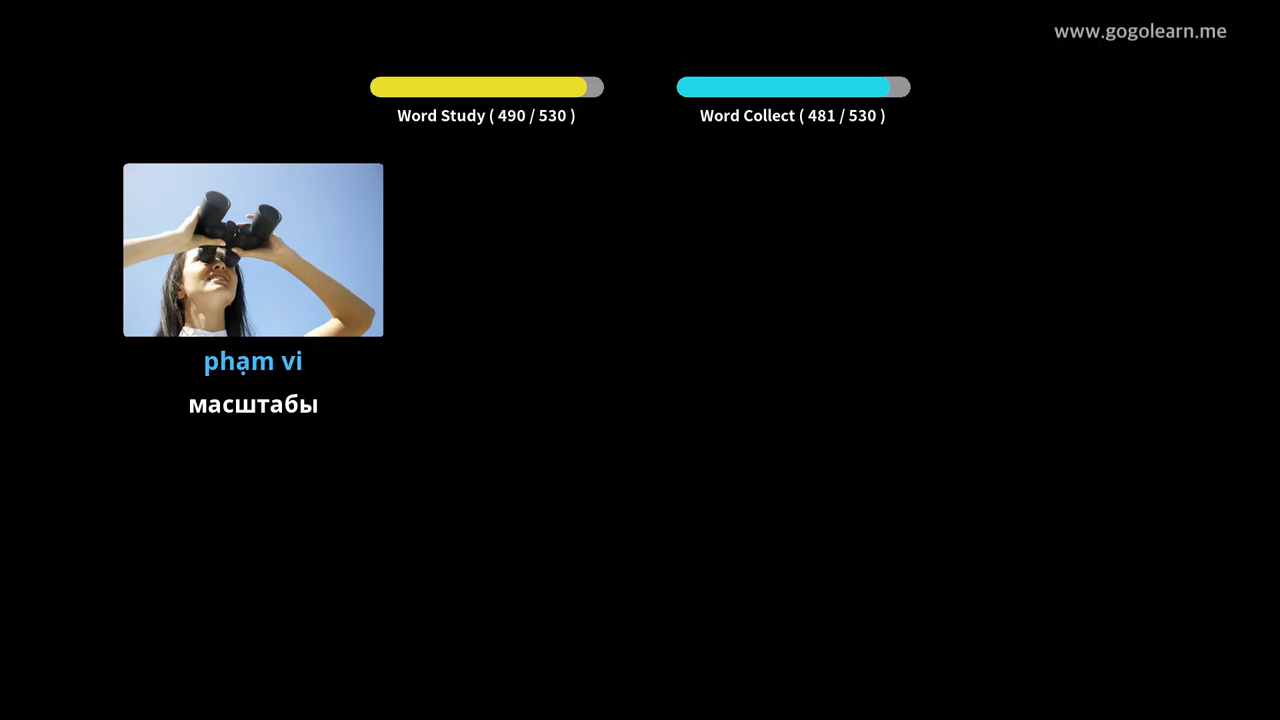 www.gogolearn.me
Word Study ( 490 / 530 )
Word Collect ( 481 / 530 )
phạm vi
масштабы